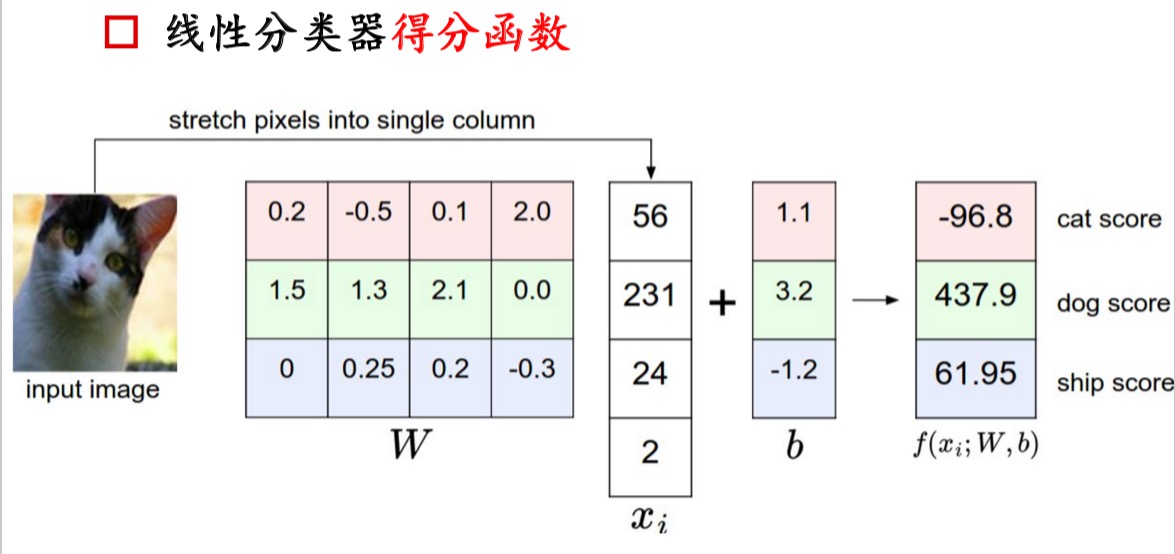 线性分类器得分函数
stretch pixels into single column
input image
0.2 -0.5 0.1 2.0
1.5 1.3 2.1 0.0
0 0.25 0.2 -0.3
W
56
231
24
2
x_i
+
1.1
3.2
-1.2
b
-96.8 cat score
437.9 dog score
61.95 ship score
f(x_i; W, b)